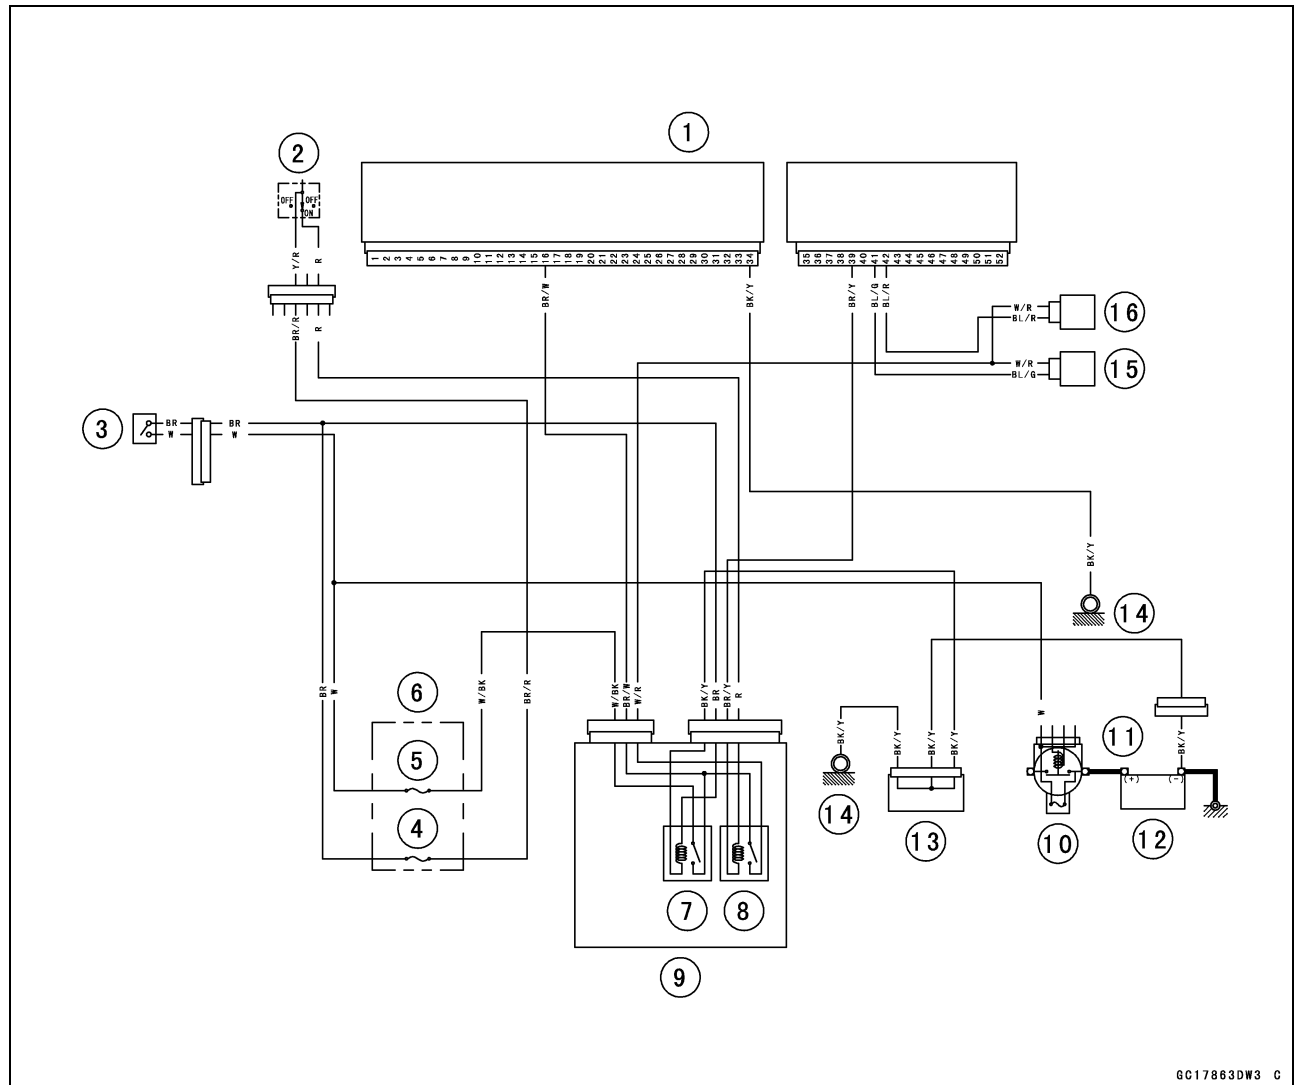 1
2
OFF OFF
ON
1 2 3 4 5 6 7 8 9 10 11 12 13 14 15 16 17 18 19 20 21 22 23 24 25 26 27 28 29 30 31 32 33 34
35 36 37 38 39 40 41 42 43 44 45 46 47 48 49 50 51 52
Y/R R
BR/W BK/Y BR/Y BL/G BL/R
BR/R R
W/R
BL/R
16
W/R
BL/G
15
3
BR BR
W W
BK/Y
14
BR W
W/BK BR/R
W/BK BR/W W/R
BK/Y BR BR/Y R
6
5
4
BK/Y
BK/Y BK/Y BK/Y
W
11
BK/Y
(+) (-)
14
13
10
12
7
8
9
GC17863DW3 C